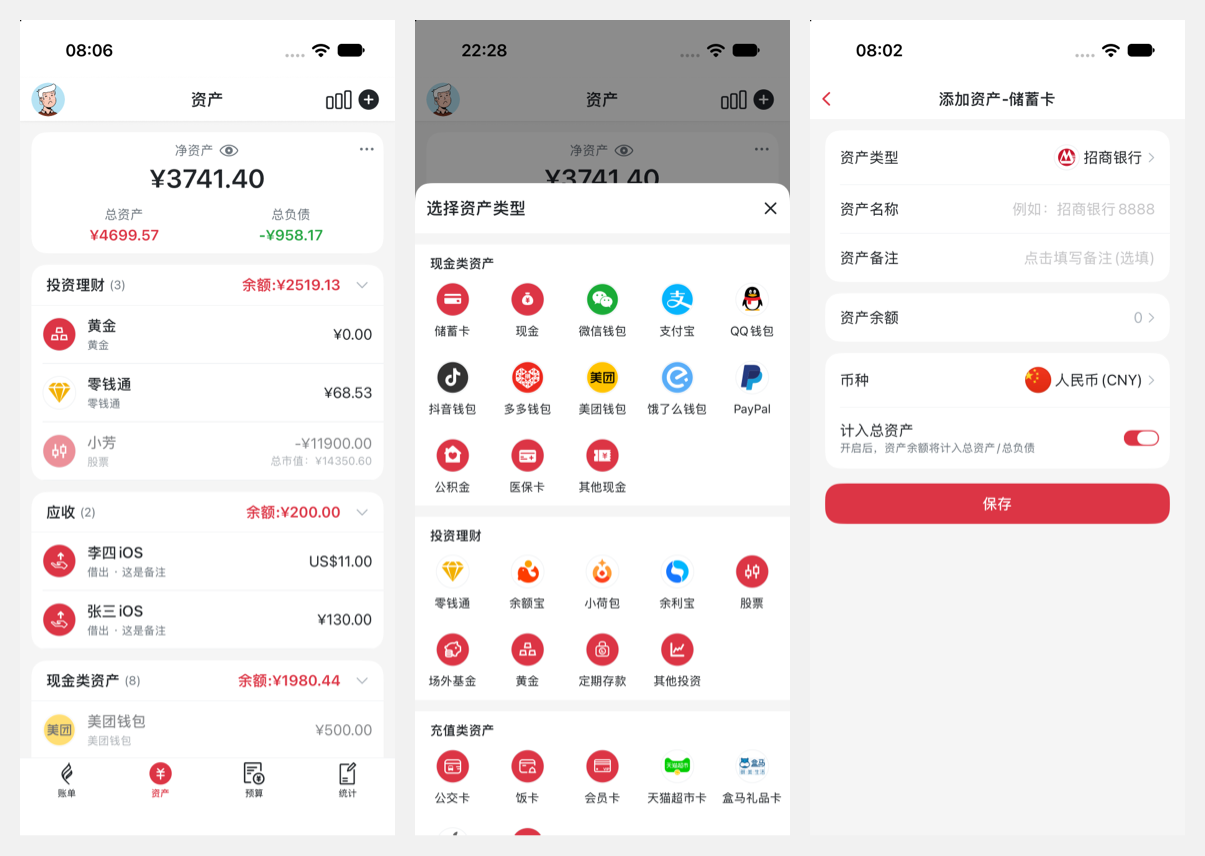 08:06
资产
净资产
¥3741.40
总资产 总负债
¥4699.57 -¥958.17
投资理财 (3) 余额:¥2519.13
黄金
黄金
¥0.00
零钱通
零钱通
¥68.53
小芳
股票
-¥11900.00
总市值：¥14350.60
应收 (2) 余额:¥200.00
李四iOS
借出 · 这是备注
US$11.00
张三iOS
借出 · 这是备注
¥130.00
现金类资产 (8) 余额:¥1980.44
美团
美团钱包
美团钱包
¥500.00
账单 资产 预算 统计
22:28
资产
净资产
¥3741.40
选择资产类型
现金类资产
储蓄卡 现金 微信钱包 支付宝 QQ钱包
美团
抖音钱包 多多钱包 美团钱包 饿了么钱包 PayPal
公积金 医保卡 其他现金
投资理财
零钱通 余额宝 小荷包 余利宝 股票
场外基金 黄金 定期存款 其他投资
充值类资产
天猫超市 盒马
公交卡 饭卡 会员卡 天猫超市卡 盒马礼品卡
08:02
添加资产-储蓄卡
资产类型 招商银行
资产名称 例如：招商银行8888
资产备注 点击填写备注(选填)
资产余额 0
币种 人民币(CNY)
计入总资产
开启后，资产余额将计入总资产/总负债
保存